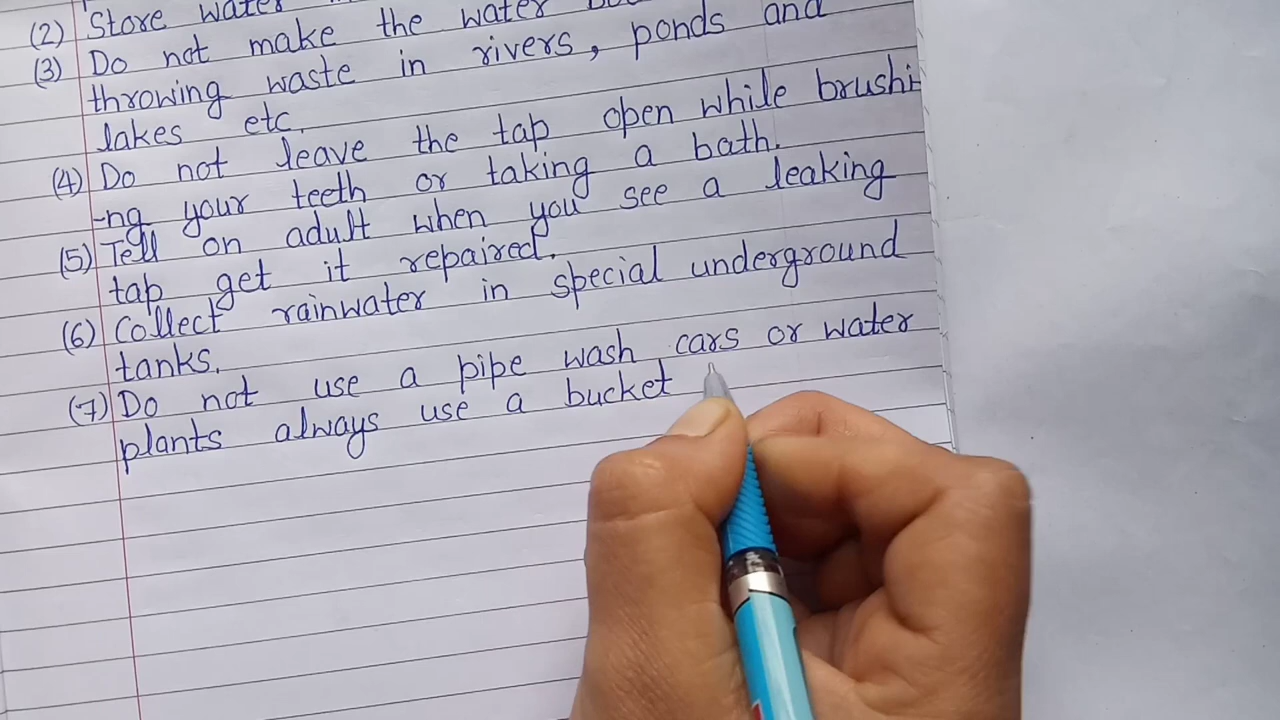 (2) Store water
(3) Do not make the water
throwing waste in rivers, ponds and
lakes etc.
(4) Do not leave the tap open while brushi-
-ng your teeth or taking a bath.
(5) Tell on adult when you see a leaking
tap get it repaired.
(6) Collect rainwater in special underground
tanks.
(7) Do not use a pipe wash cars or water
plants always use a bucket